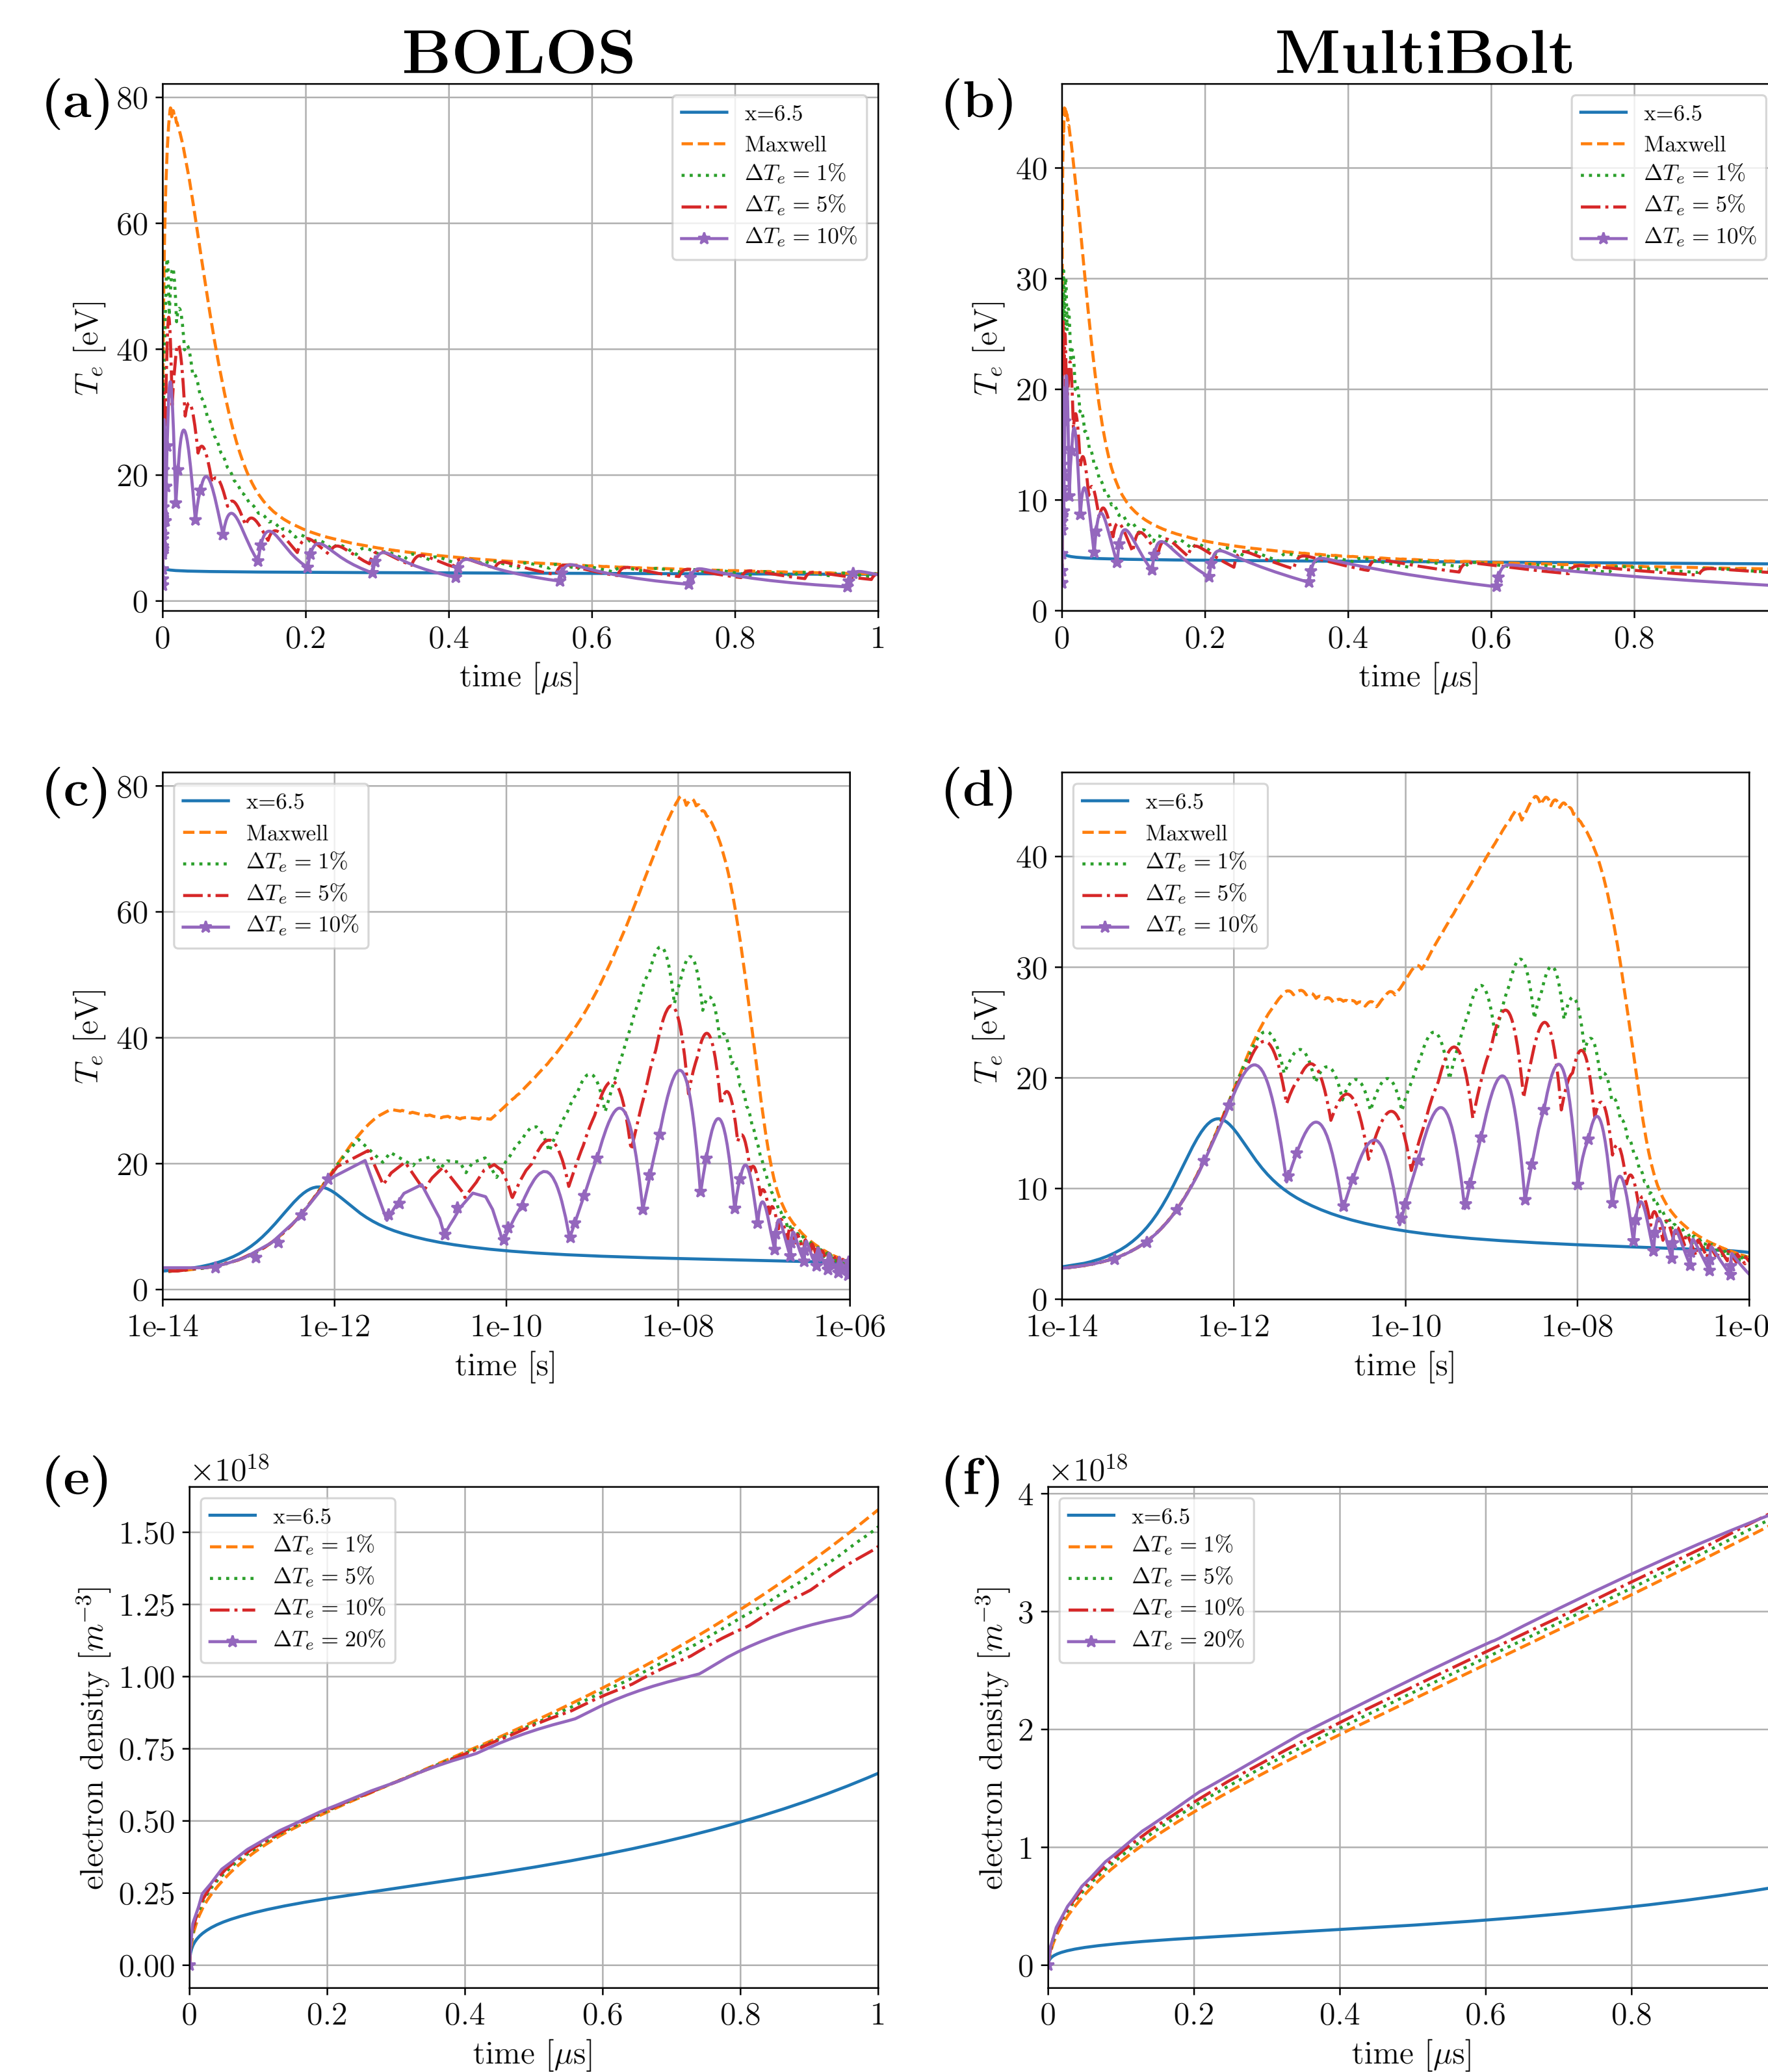 BOLOS
MultiBolt
(a)
80
60
40
20
0
T_e [eV]
x=6.5
Maxwell
ΔT_e = 1%
ΔT_e = 5%
ΔT_e = 10%
0 0.2 0.4 0.6 0.8 1
time [μs]
(b)
40
30
20
10
0
T_e [eV]
x=6.5
Maxwell
ΔT_e = 1%
ΔT_e = 5%
ΔT_e = 10%
0 0.2 0.4 0.6 0.8
time [μs]
(c)
80
60
40
20
0
T_e [eV]
x=6.5
Maxwell
ΔT_e = 1%
ΔT_e = 5%
ΔT_e = 10%
1e-14 1e-12 1e-10 1e-08 1e-06
time [s]
(d)
40
30
20
10
0
T_e [eV]
x=6.5
Maxwell
ΔT_e = 1%
ΔT_e = 5%
ΔT_e = 10%
1e-14 1e-12 1e-10 1e-08 1e-0
time [s]
(e)
×10^18
1.50
1.25
1.00
0.75
0.50
0.25
0.00
electron density [m^−3]
x=6.5
ΔT_e = 1%
ΔT_e = 5%
ΔT_e = 10%
ΔT_e = 20%
0 0.2 0.4 0.6 0.8 1
time [μs]
(f)
×10^18
4
3
2
1
0
electron density [m^−3]
x=6.5
ΔT_e = 1%
ΔT_e = 5%
ΔT_e = 10%
ΔT_e = 20%
0 0.2 0.4 0.6 0.8
time [μs]